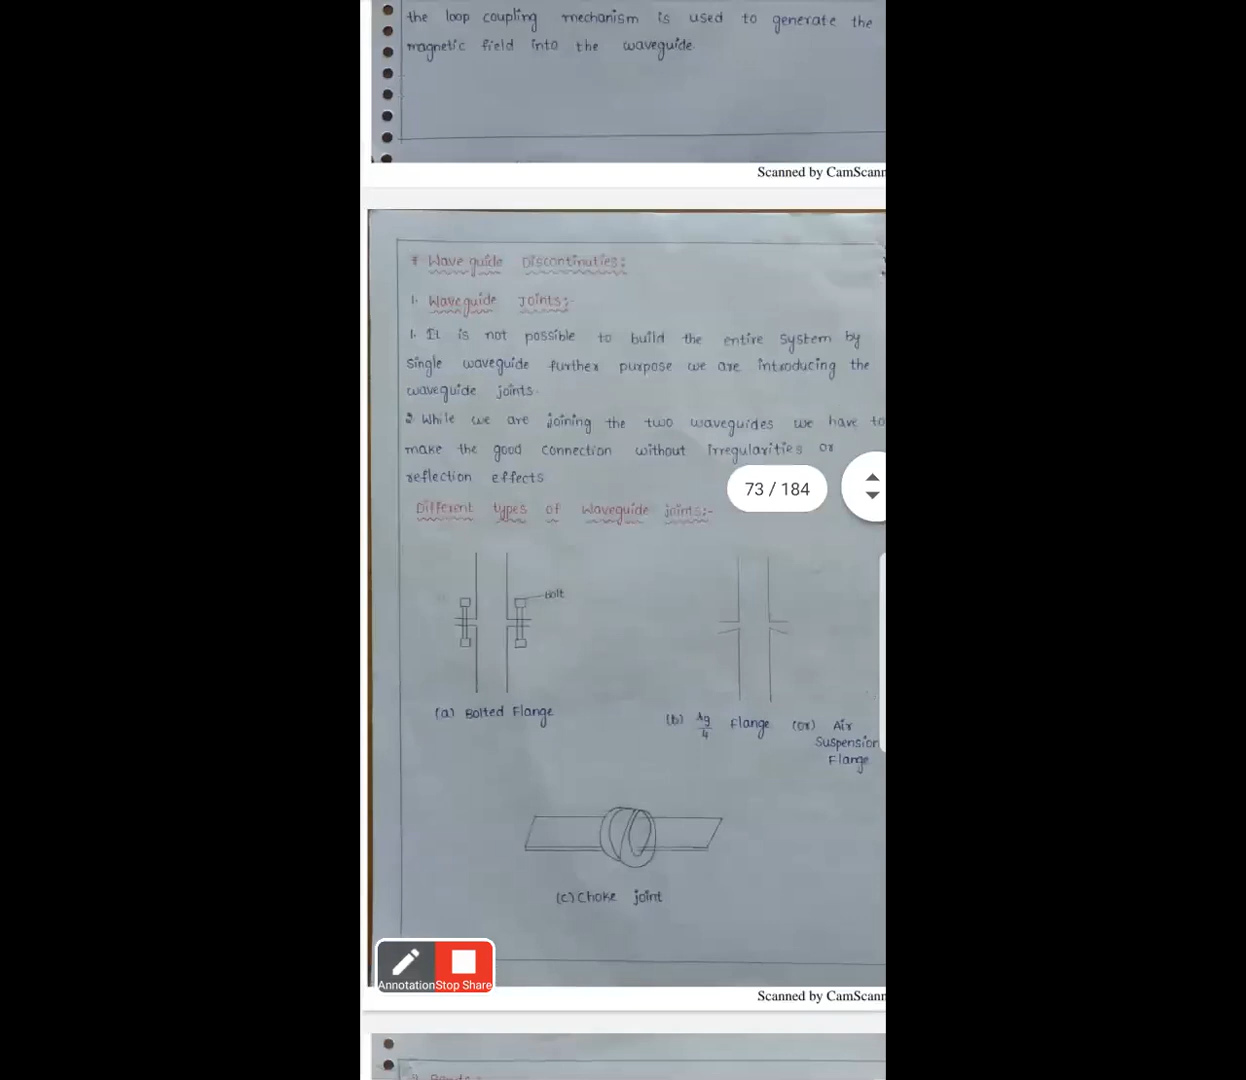 the loop coupling mechanism is used to generate the
magnetic field into the waveguide
Scanned by CamScann
* Wave guide Discontinuties:
1. Waveguide Joints:-
1. It is not possible to build the entire system by
single waveguide further purpose we are introducing the
waveguide joints.
2. While we are joining the two waveguides we have to
make the good connection without irregularities or
reflection effects
73 / 184
Different types of Waveguide joints:-
bolt
(a) Bolted Flange
(b) λg/4 Flange (or) Air
Suspension
Flange
(c) Choke joint
Annotation Stop Share
Scanned by CamScann